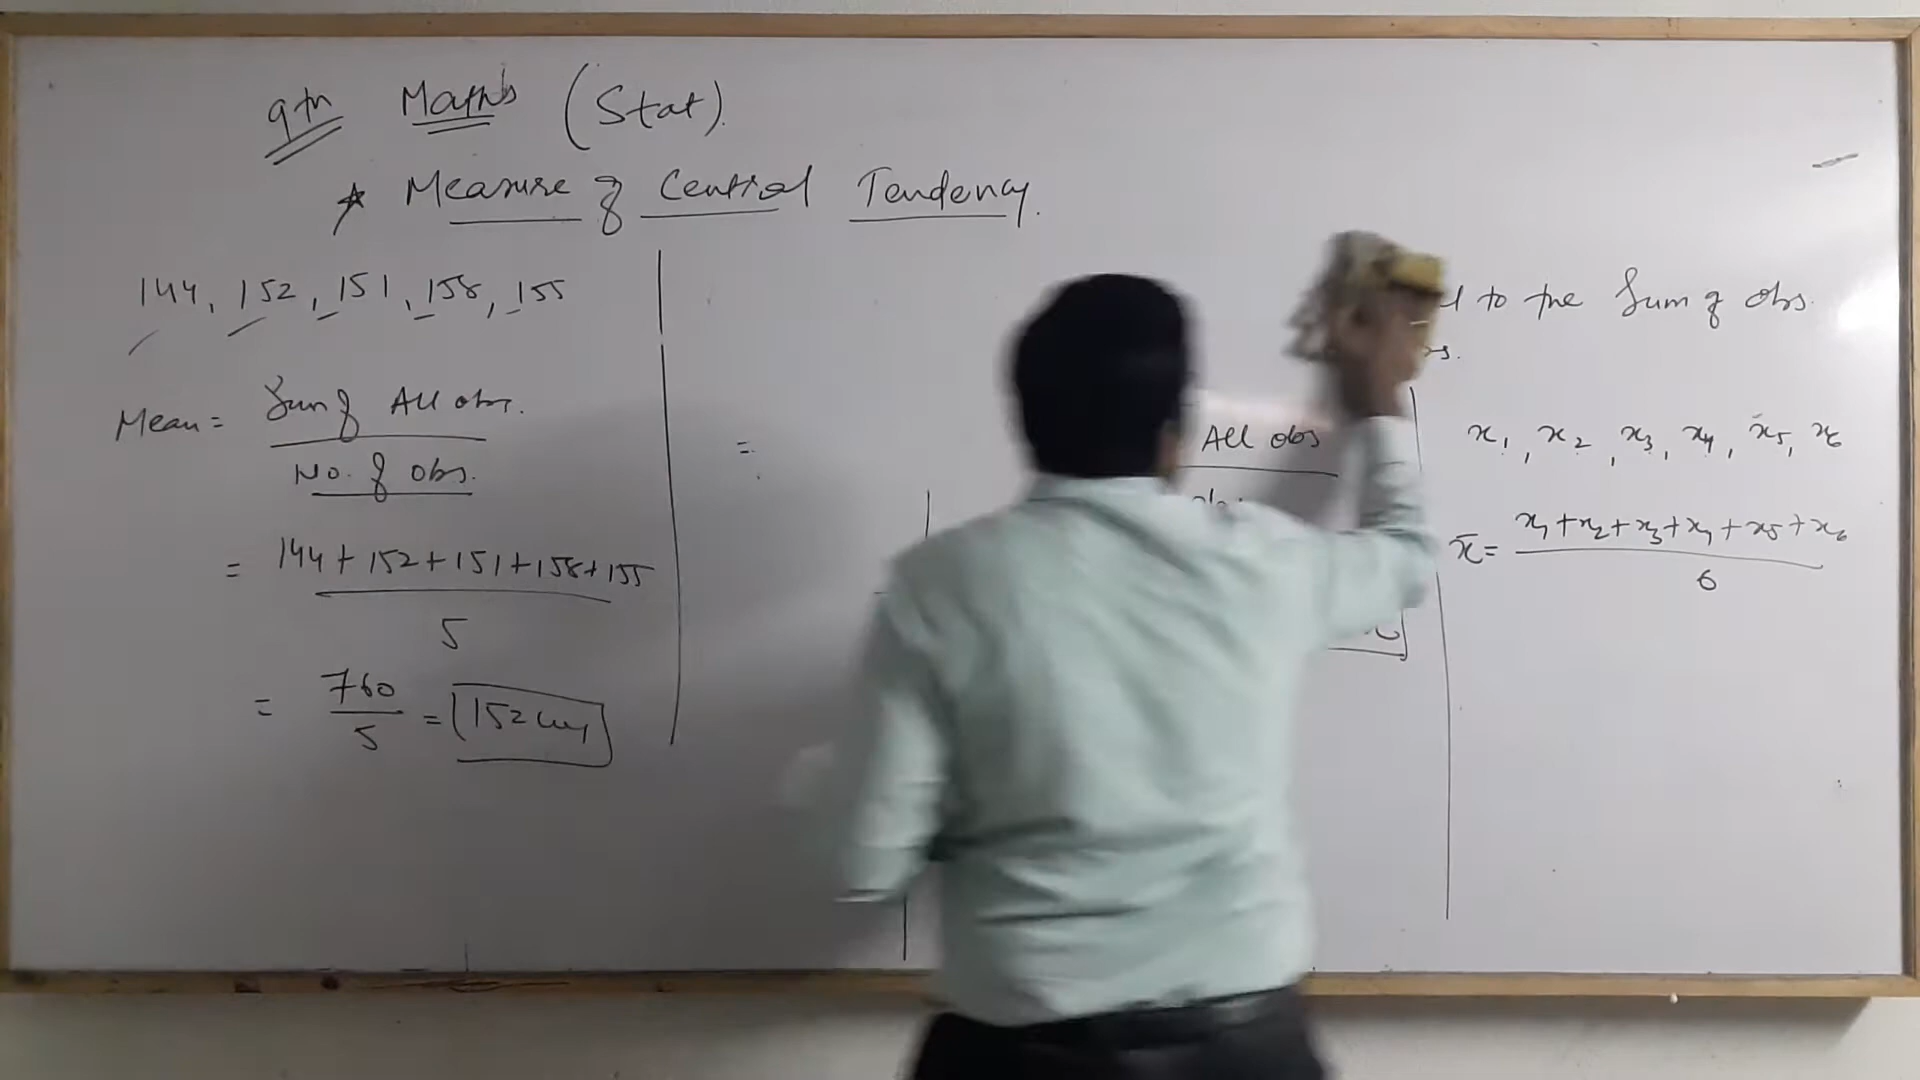 9th Maths (Stat).
* Measure of Central Tendency.
144, 152, 151, 158, 155
Mean = Sum of All obs.
No. of obs.
= 144+152+151+158+155
5
= 760
5
= 152 cm
to the Sum of obs.
=
All obs
x1, x2, x3, x4, x5, x6
x̄ = x1+x2+x3+x4+x5+x6
6